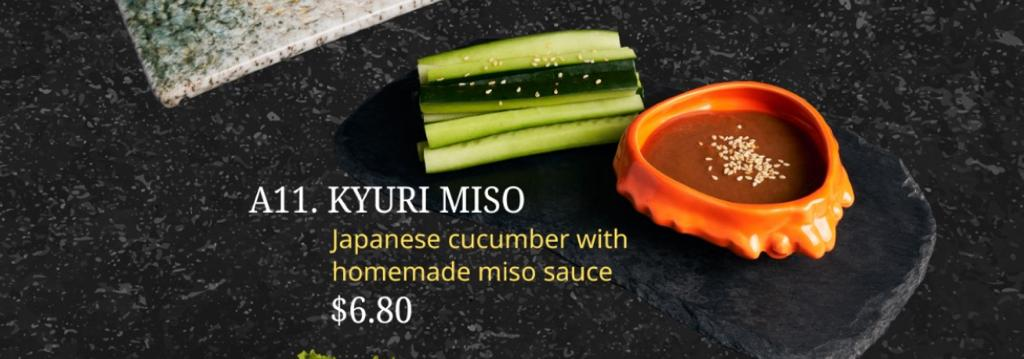 A11. KYURI MISO
Japanese cucumber with
homemade miso sauce
$6.80